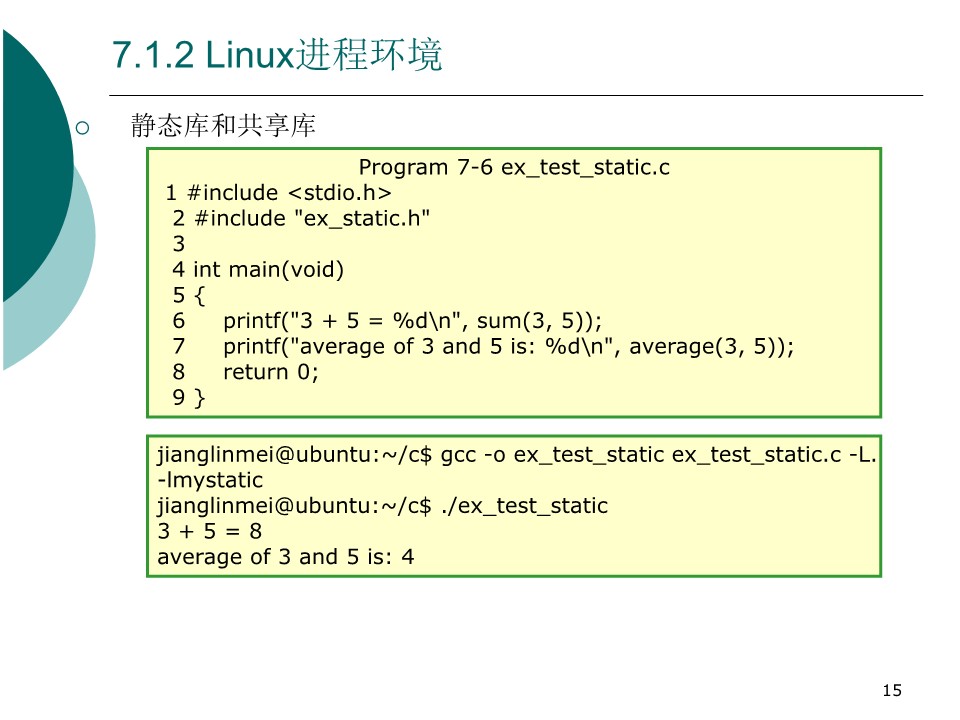 7.1.2 Linux进程环境
静态库和共享库
Program 7-6 ex_test_static.c
1 #include <stdio.h>
2 #include "ex_static.h"
3
4 int main(void)
5 {
6     printf("3 + 5 = %d\n", sum(3, 5));
7     printf("average of 3 and 5 is: %d\n", average(3, 5));
8     return 0;
9 }
jianglinmei@ubuntu:~/c$ gcc -o ex_test_static ex_test_static.c -L.
-lmystatic
jianglinmei@ubuntu:~/c$ ./ex_test_static
3 + 5 = 8
average of 3 and 5 is: 4
15